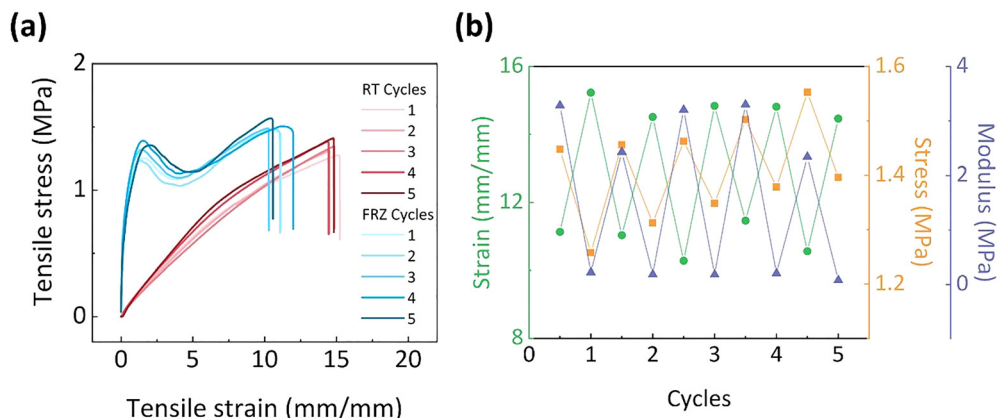 (a)
2
1
0
Tensile stress (MPa)
RT Cycles
1
2
3
4
5
FRZ Cycles
1
2
3
4
5
0 5 10 15 20
Tensile strain (mm/mm)
(b)
16
12
8
Strain (mm/mm)
1.6
1.4
1.2
Stress (MPa)
4
2
0
Modulus (MPa)
0 1 2 3 4 5
Cycles